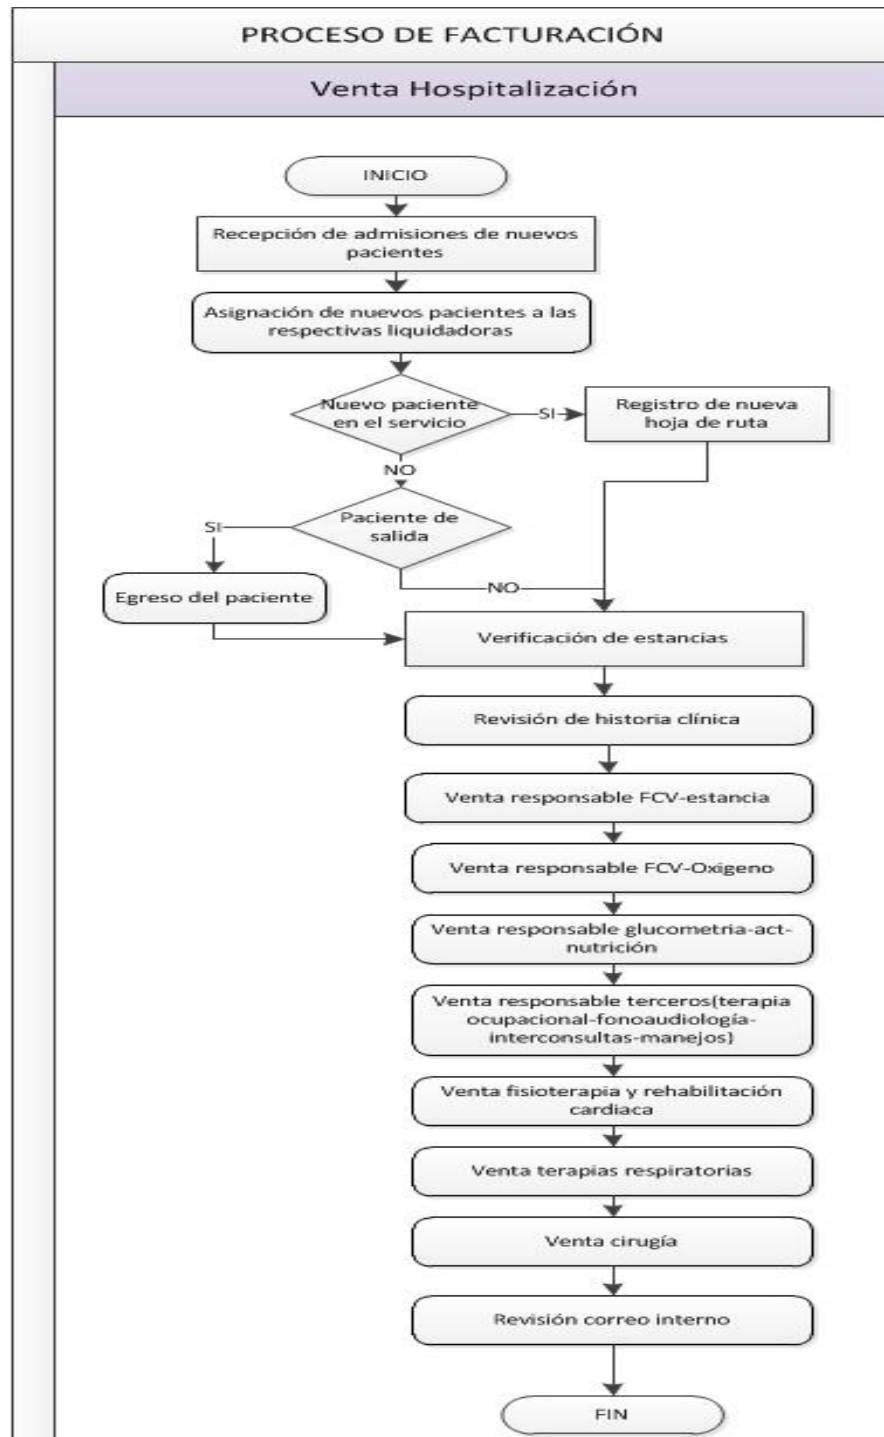 PROCESO DE FACTURACIÓN
Venta Hospitalización
INICIO
Recepción de admisiones de nuevos
pacientes
Asignación de nuevos pacientes a las
respectivas liquidadoras
Nuevo paciente
en el servicio
SI
Registro de nueva
hoja de ruta
NO
Paciente de
salida
SI
NO
Egreso del paciente
Verificación de estancias
Revisión de historia clínica
Venta responsable FCV-estancia
Venta responsable FCV-Oxigeno
Venta responsable glucometria-act-
nutrición
Venta responsable terceros(terapia
ocupacional-fonoaudiología-
interconsultas-manejos)
Venta fisioterapia y rehabilitación
cardiaca
Venta terapias respiratorias
Venta cirugía
Revisión correo interno
FIN